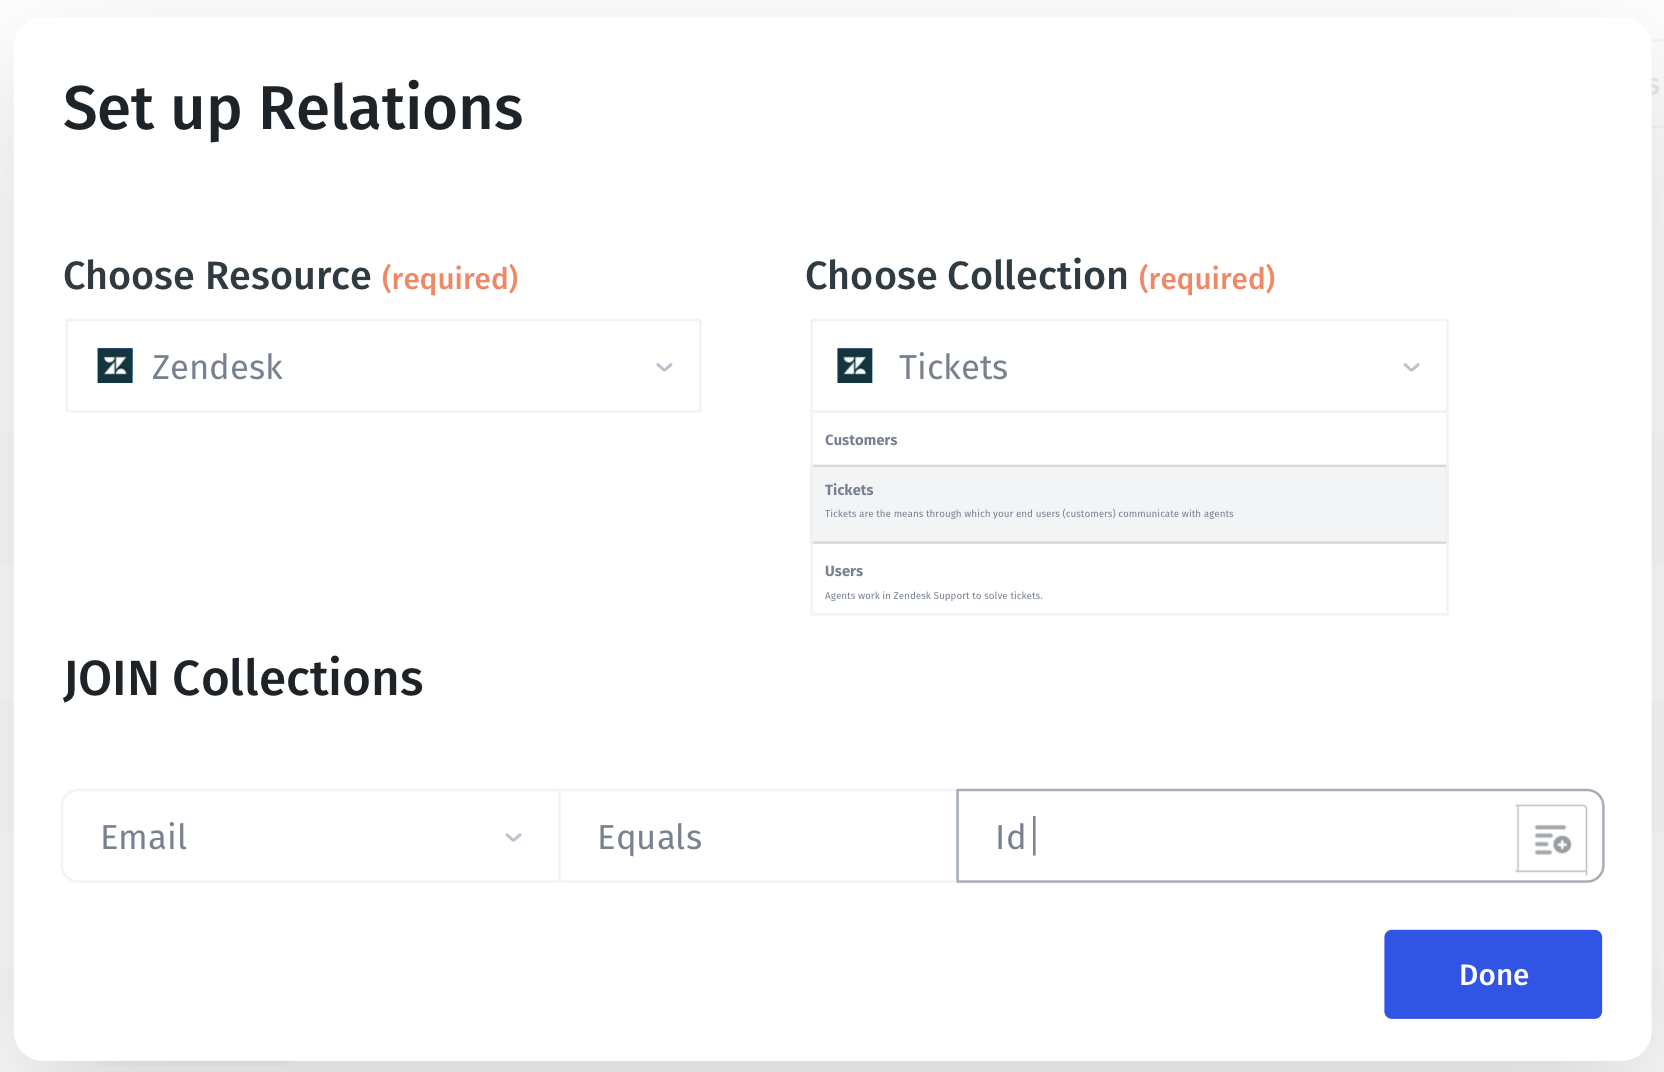 Set up Relations
Choose Resource (required)
Zendesk
Choose Collection (required)
Tickets
Customers
Tickets
Tickets are the means through which your end users (customers) communicate with agents
Users
Agents work in Zendesk Support to solve tickets.
JOIN Collections
Email
Equals
Id
Done